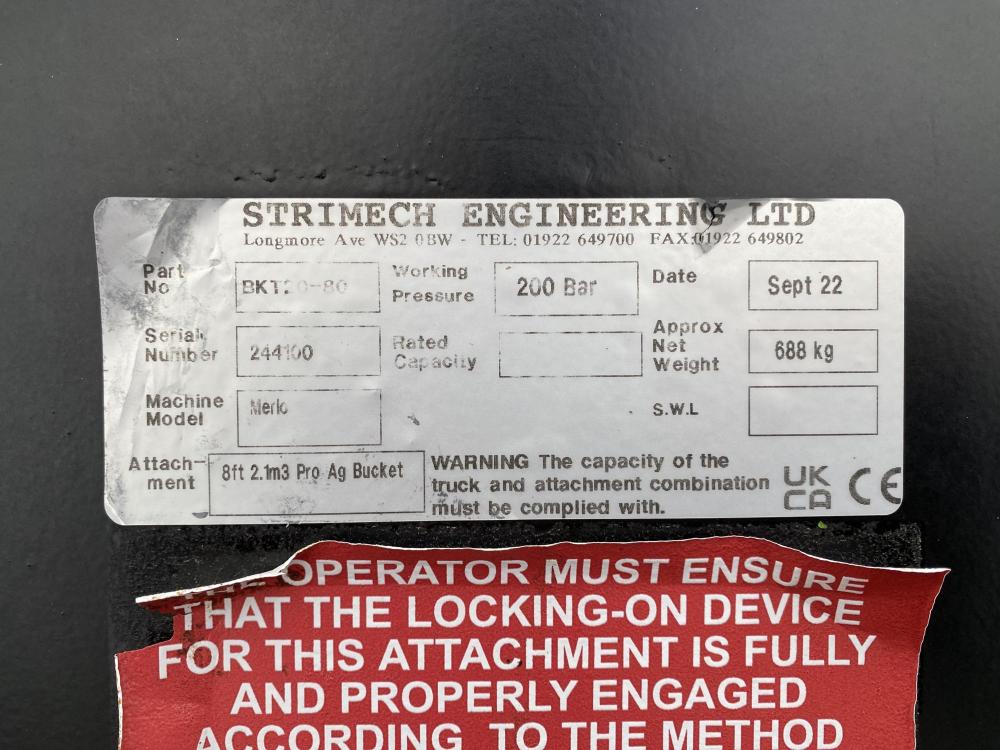 STRIMECH ENGINEERING LTD
Longmore Ave WS2 0BW - TEL: 01922 649700 FAX:01922 649802
Part No
Working Pressure
200 Bar
Date
Sept 22
Serial Number
244100
Rated Capacity
Approx Net Weight
688 kg
Machine Model
Merlo
S.W.L
Attach-ment
8ft 2.1m3 Pro Ag Bucket
WARNING The capacity of the
truck and attachment combination
must be complied with.
UK
CA
CE
OPERATOR MUST ENSURE
THAT THE LOCKING-ON DEVICE
FOR THIS ATTACHMENT IS FULLY
AND PROPERLY ENGAGED
ACCORDING TO THE METHOD